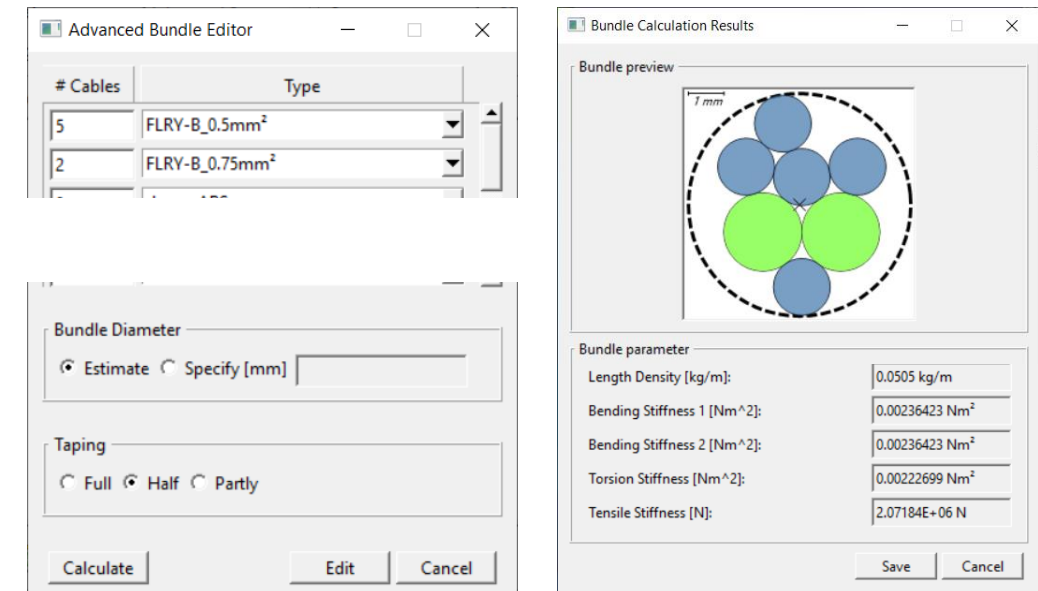 Advanced Bundle Editor
# Cables Type
5 FLRY-B_0.5mm²
2 FLRY-B_0.75mm²
Bundle Diameter
Estimate Specify [mm]
Taping
Full Half Partly
Calculate Edit Cancel
Bundle Calculation Results
Bundle preview
1 mm
Bundle parameter
Length Density [kg/m]: 0.0505 kg/m
Bending Stiffness 1 [Nm^2]: 0.00236423 Nm²
Bending Stiffness 2 [Nm^2]: 0.00236423 Nm²
Torsion Stiffness [Nm^2]: 0.00222699 Nm²
Tensile Stiffness [N]: 2.07184E+06 N
Save Cancel